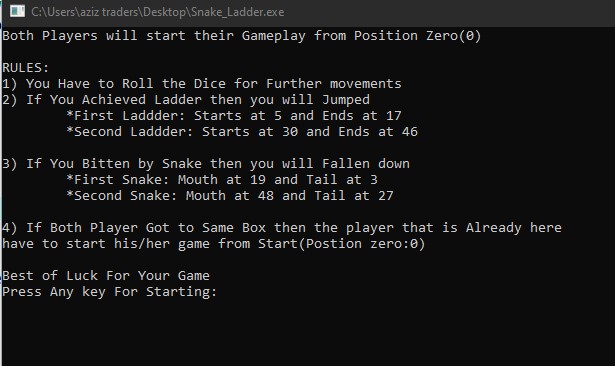 C:\Users\aziz traders\Desktop\Snake_Ladder.exe
Both Players will start their Gameplay from Position Zero(0)
RULES:
1) You Have to Roll the Dice for Further movements
2) If You Achieved Ladder then you will Jumped
*First Laddder: Starts at 5 and Ends at 17
*Second Laddder: Starts at 30 and Ends at 46
3) If You Bitten by Snake then you will Fallen down
*First Snake: Mouth at 19 and Tail at 3
*Second Snake: Mouth at 48 and Tail at 27
4) If Both Player Got to Same Box then the player that is Already here
have to start his/her game from Start(Postion zero:0)
Best of Luck For Your Game
Press Any key For Starting: